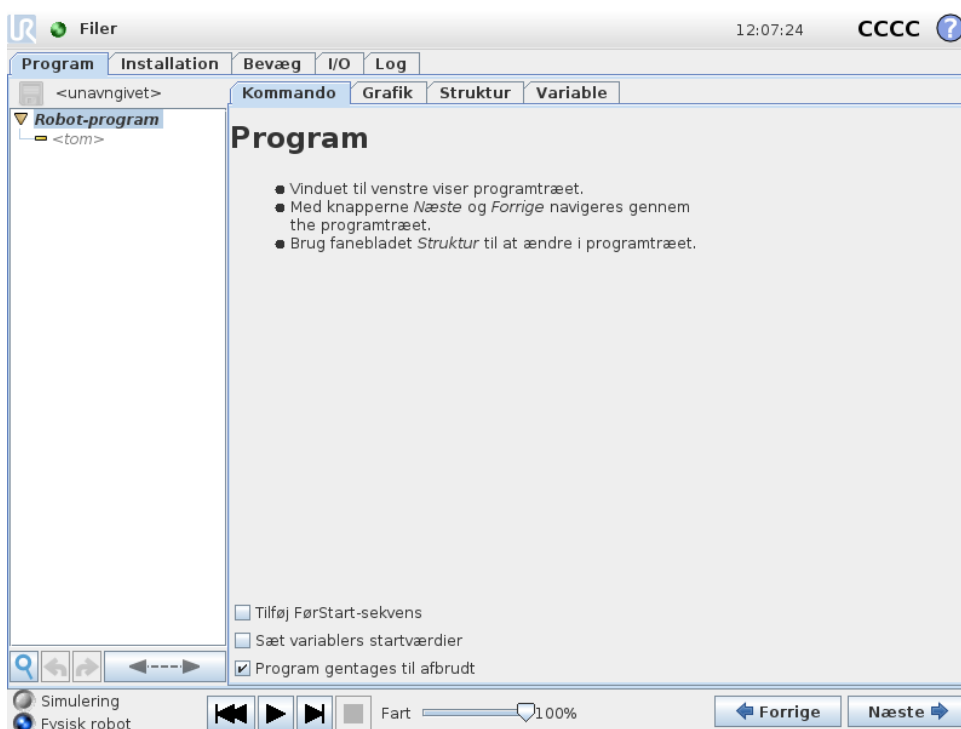 UR Filer 12:07:24 CCCC ?
Program Installation Bevæg I/O Log
<unavngivet> Kommando Grafik Struktur Variable
Robot-program
<tom>
Program
Vinduet til venstre viser programtræet.
Med knapperne Næste og Forrige navigeres gennem
the programtræet.
Brug fanebladet Struktur til at ændre i programtræet.
Tilføj FørStart-sekvens
Sæt variablers startværdier
Program gentages til afbrudt
Simulering
Fysisk robot
Fart 100% Forrige Næste